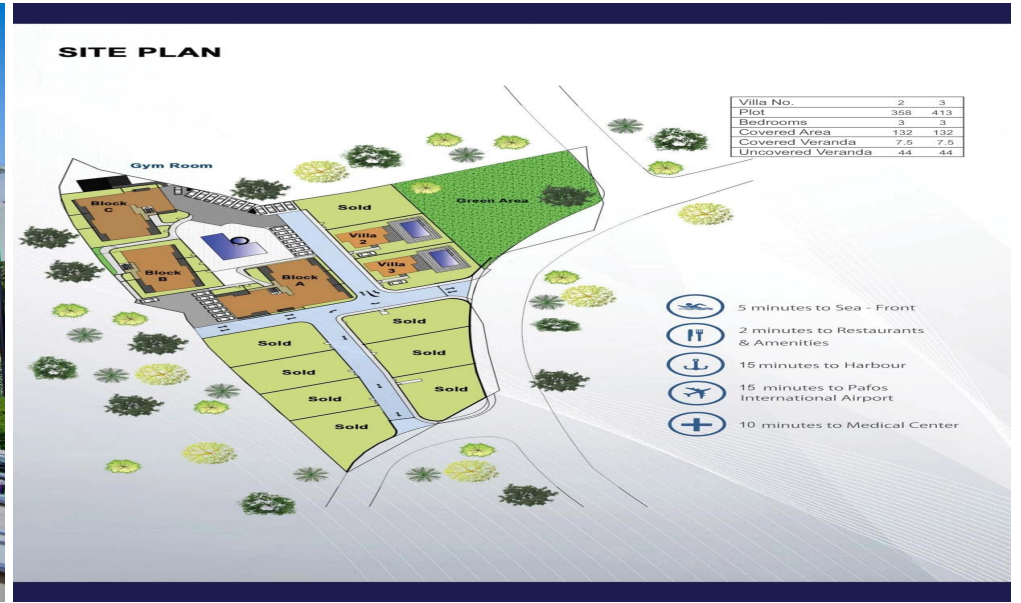 SITE PLAN
Villa No. 2 3
Plot 358 413
Bedrooms 3 3
Covered Area 132 132
Covered Veranda 7.5 7.5
Uncovered Veranda 44 44
Gym Room
Block
C
Sold
Green Area
Villa
2
Block
B
Block
A
Villa
3
Sold
Sold
Sold
Sold
Sold
Sold
Sold
5 minutes to Sea - Front
2 minutes to Restaurants
& Amenities
15 minutes to Harbour
15 minutes to Pafos
International Airport
10 minutes to Medical Center